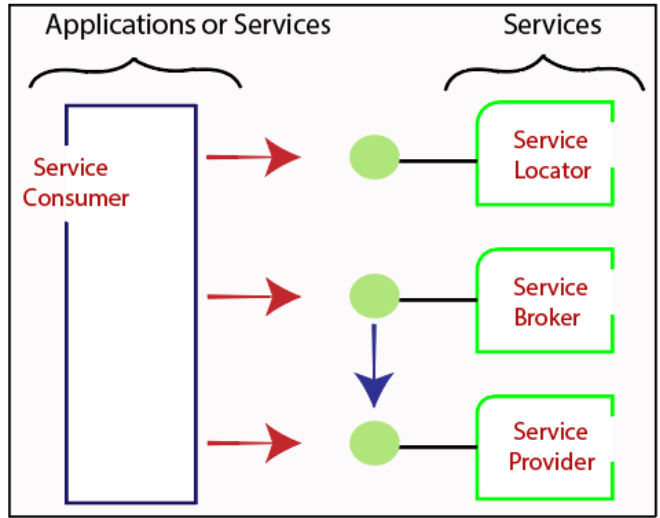 Applications or Services
Services
Service
Consumer
Service
Locator
Service
Broker
Service
Provider